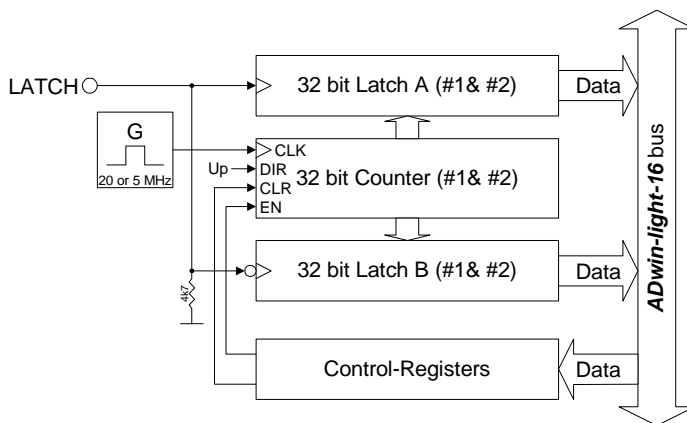 LATCH
32 bit Latch A (#1& #2)
Data
G
20 or 5 MHz
CLK
Up
DIR
CLR
EN
32 bit Counter (#1& #2)
32 bit Latch B (#1& #2)
Data
4k7
Control-Registers
Data
ADwin-light-16 bus